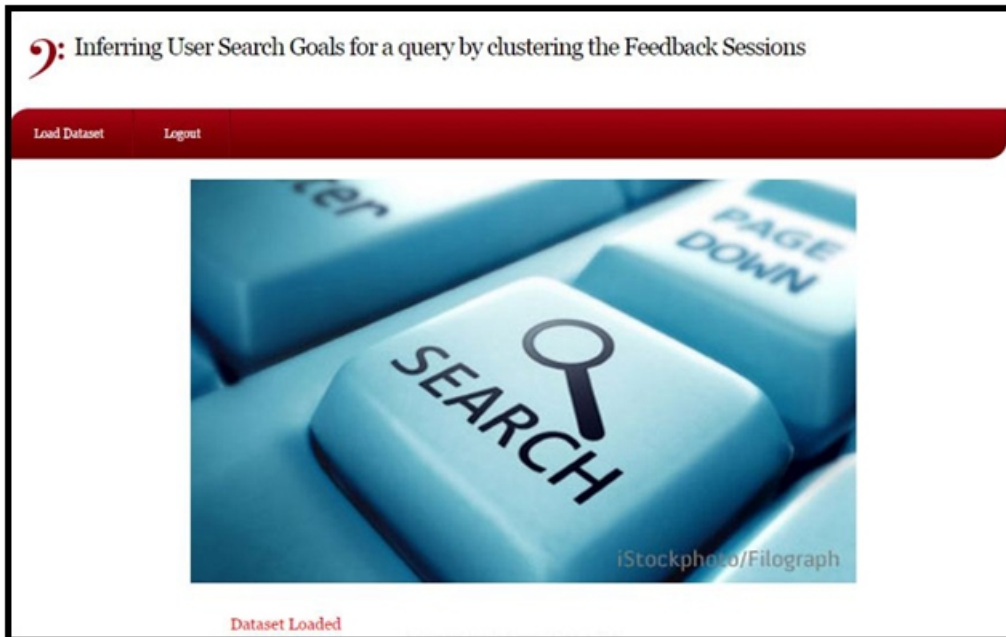 Inferring User Search Goals for a query by clustering the Feedback Sessions
Load Dataset Logout
PAGE
DOWN
SEARCH
iStockphoto/Filograph
Dataset Loaded